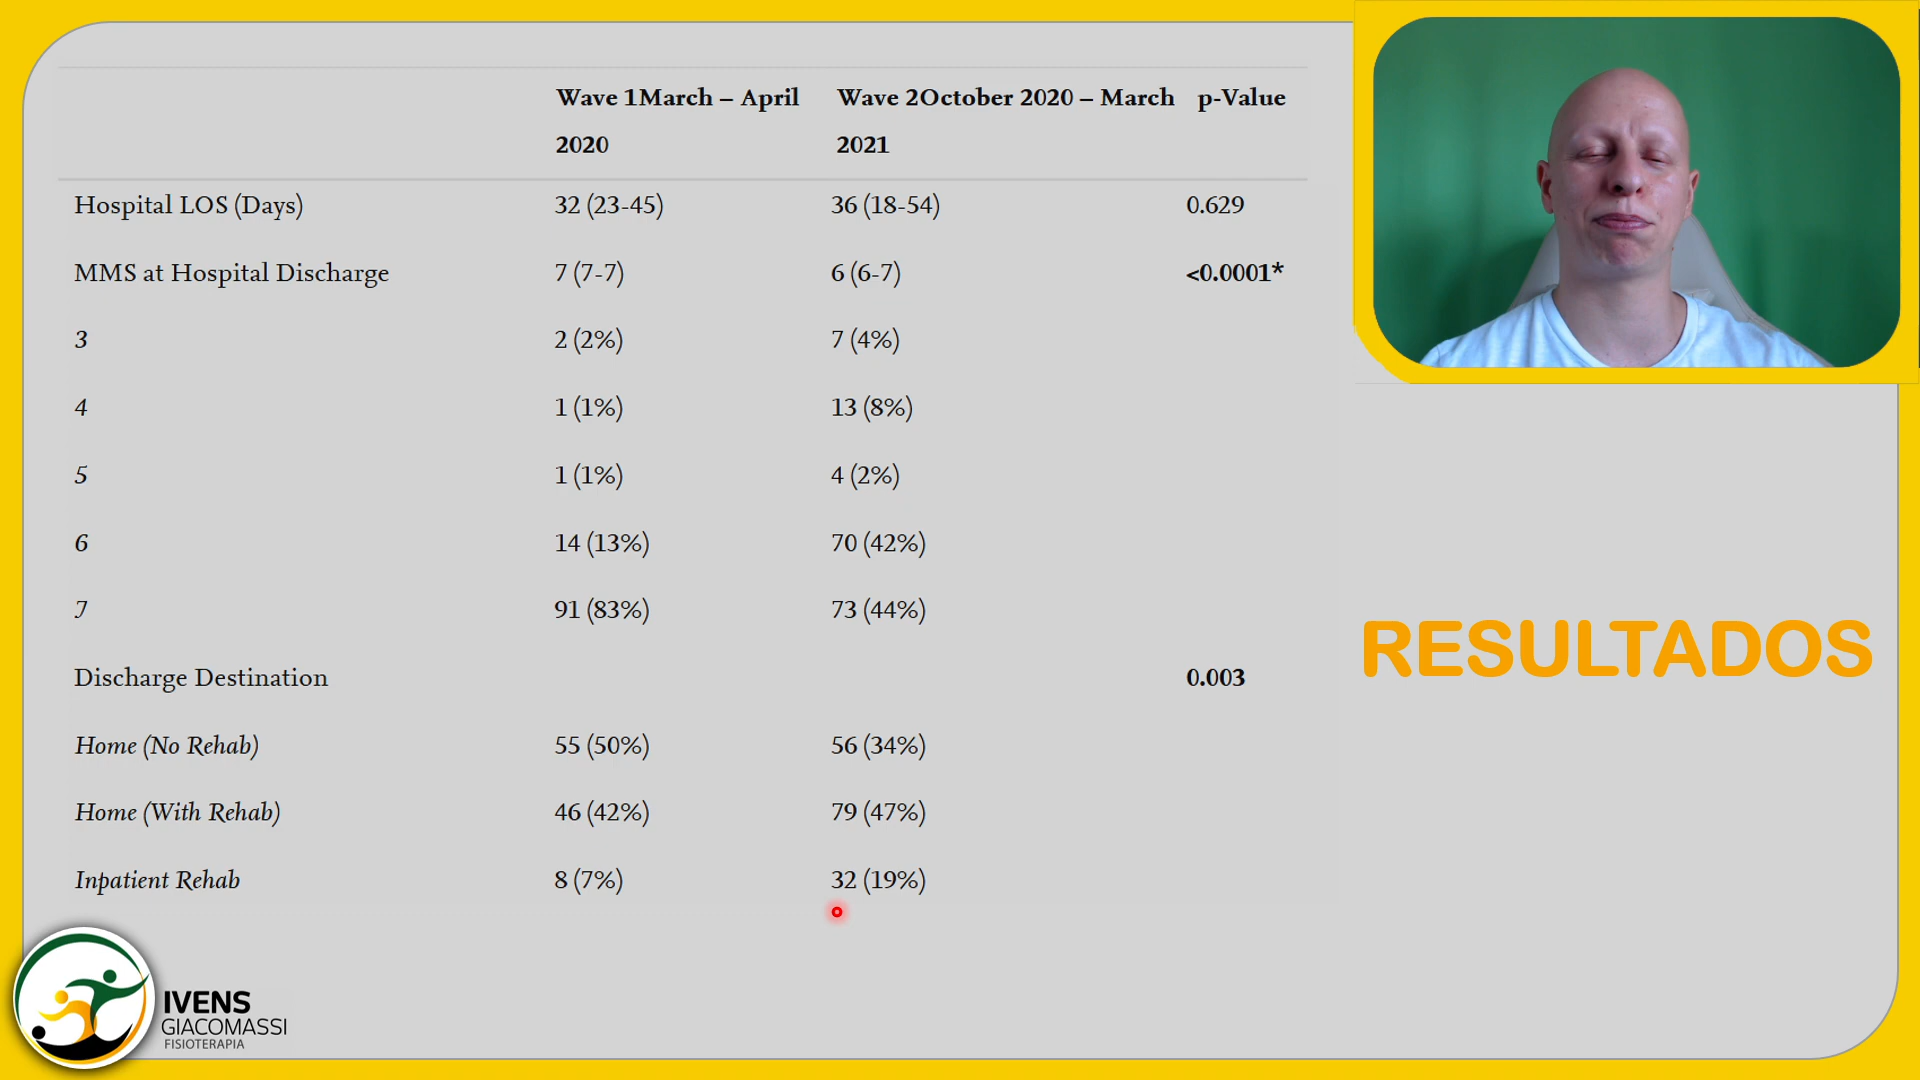 Wave 1March – April 2020 Wave 2October 2020 – March 2021 p-Value
Hospital LOS (Days) 32 (23-45) 36 (18-54) 0.629
MMS at Hospital Discharge 7 (7-7) 6 (6-7) <0.0001*
3 2 (2%) 7 (4%)
4 1 (1%) 13 (8%)
5 1 (1%) 4 (2%)
6 14 (13%) 70 (42%)
7 91 (83%) 73 (44%)
Discharge Destination 0.003
Home (No Rehab) 55 (50%) 56 (34%)
Home (With Rehab) 46 (42%) 79 (47%)
Inpatient Rehab 8 (7%) 32 (19%)
RESULTADOS
IVENS
GIACOMASSI
FISIOTERAPIA